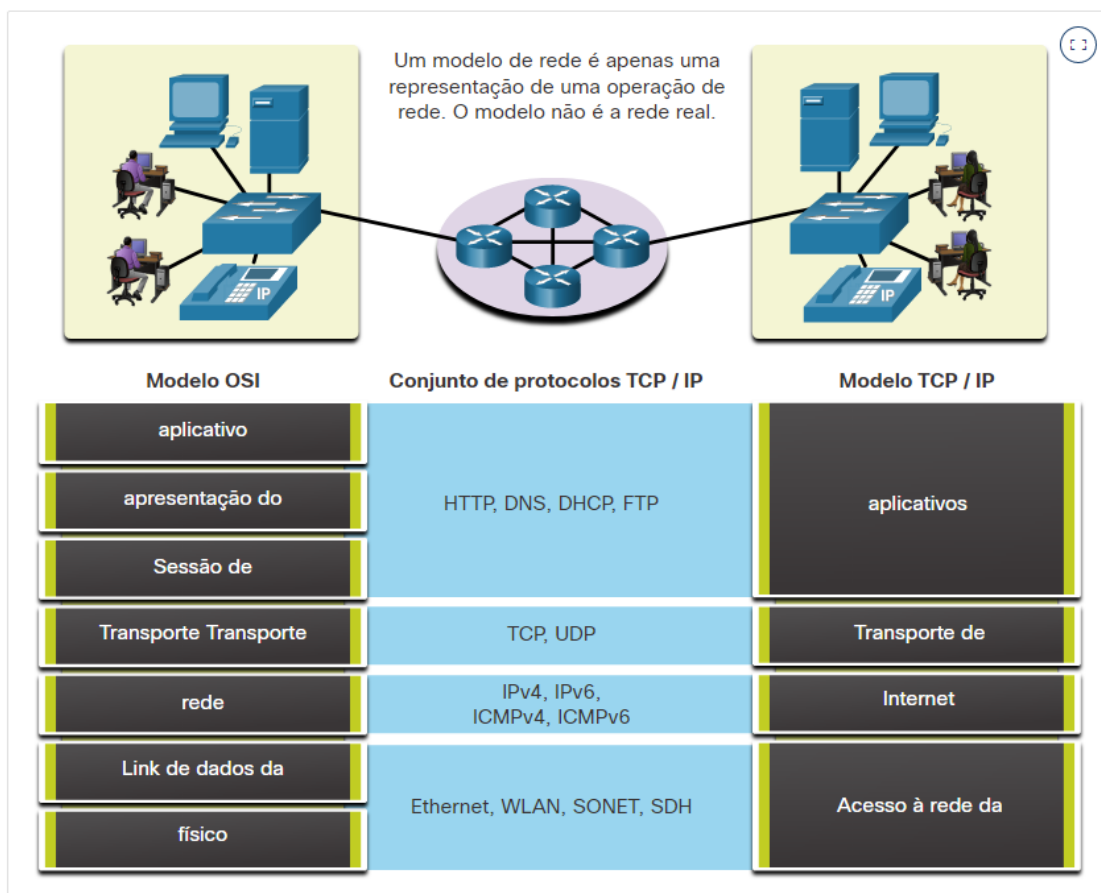 Um modelo de rede é apenas uma
representação de uma operação de
rede. O modelo não é a rede real.
IP
IP
Modelo OSI
Conjunto de protocolos TCP / IP
Modelo TCP / IP
aplicativo
apresentação do
Sessão de
HTTP, DNS, DHCP, FTP
aplicativos
Transporte Transporte
TCP, UDP
Transporte de
rede
IPv4, IPv6,
ICMPv4, ICMPv6
Internet
Link de dados da
físico
Ethernet, WLAN, SONET, SDH
Acesso à rede da